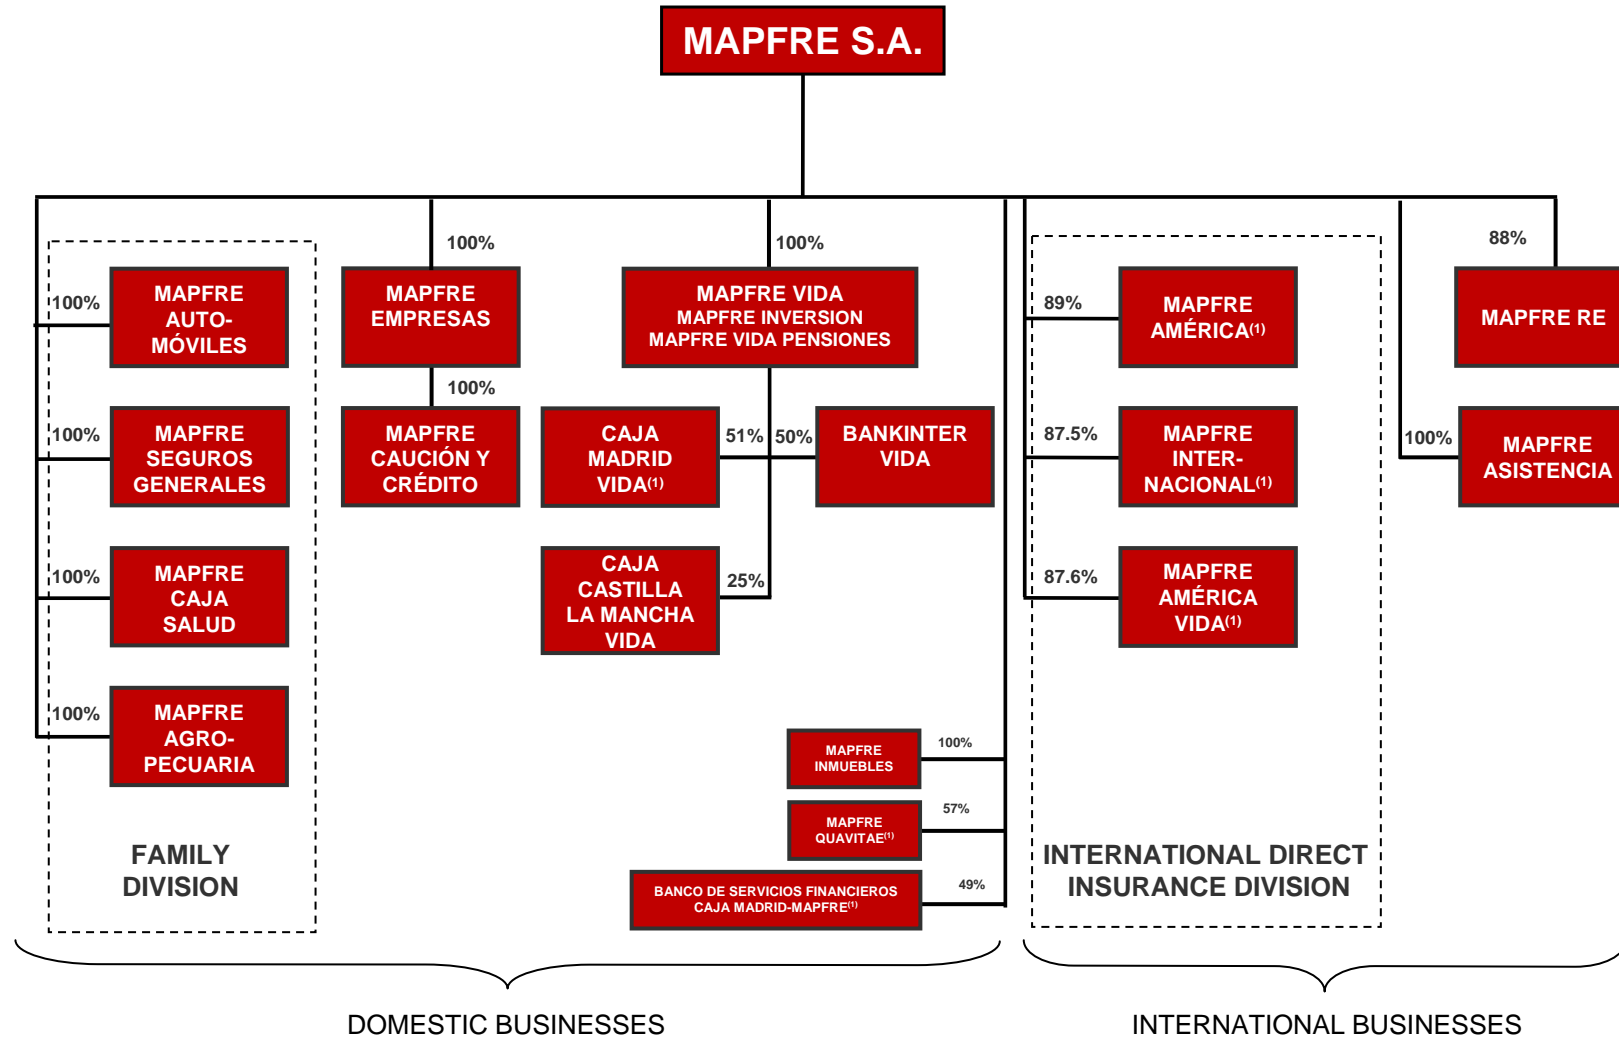 MAPFRE S.A.
100%
MAPFRE
AUTO-
MÓVILES
100%
MAPFRE
SEGUROS
GENERALES
100%
MAPFRE
CAJA
SALUD
100%
MAPFRE
AGRO-
PECUARIA
FAMILY
DIVISION
100%
MAPFRE
EMPRESAS
100%
MAPFRE
CAUCIÓN Y
CRÉDITO
100%
MAPFRE VIDA
MAPFRE INVERSION
MAPFRE VIDA PENSIONES
CAJA
MADRID
VIDA(1)
51%
50%
BANKINTER
VIDA
CAJA
CASTILLA
LA MANCHA
VIDA
25%
MAPFRE
INMUEBLES
100%
MAPFRE
QUAVITAE(1)
57%
BANCO DE SERVICIOS FINANCIEROS
CAJA MADRID-MAPFRE(1)
49%
89%
MAPFRE
AMÉRICA(1)
87.5%
MAPFRE
INTER-
NACIONAL(1)
87.6%
MAPFRE
AMÉRICA
VIDA(1)
INTERNATIONAL DIRECT
INSURANCE DIVISION
88%
MAPFRE RE
100%
MAPFRE
ASISTENCIA
DOMESTIC BUSINESSES
INTERNATIONAL BUSINESSES